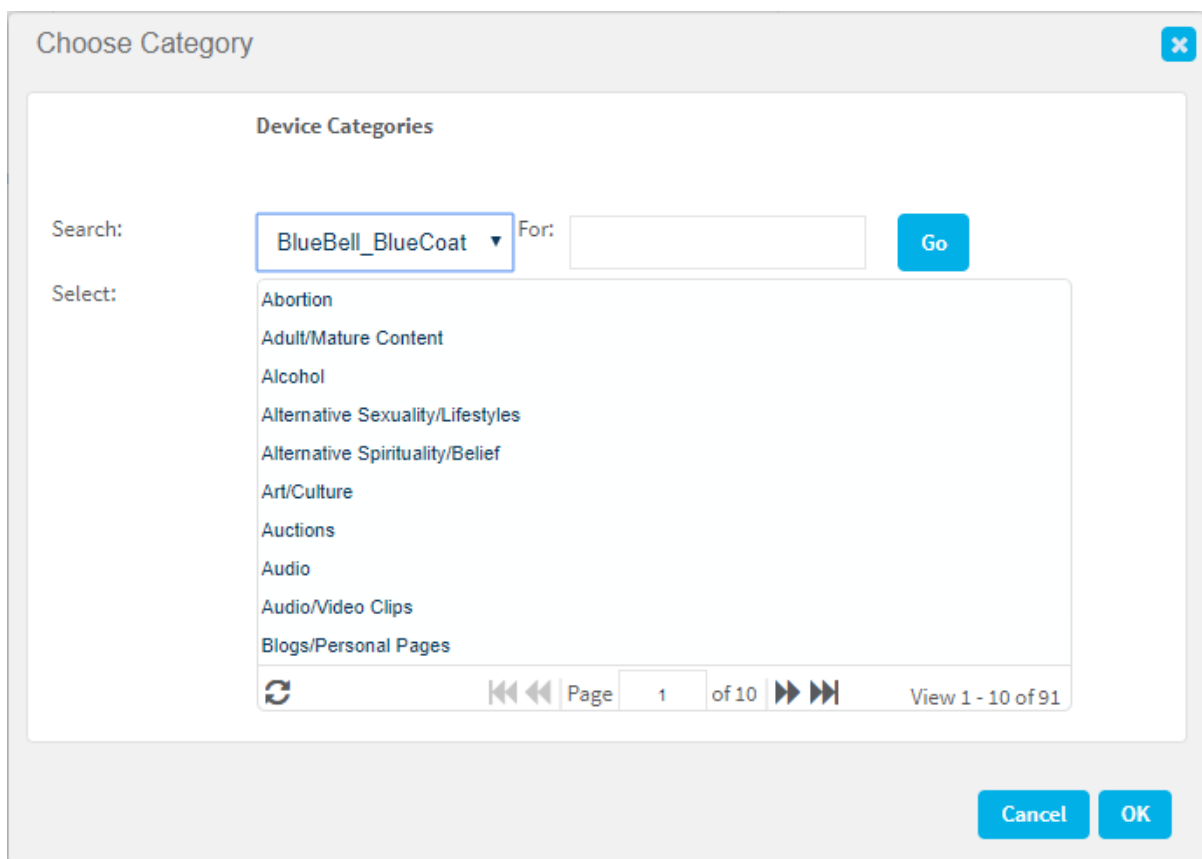 Choose Category
Device Categories
Search: BlueBell_BlueCoat For: Go
Select:
Abortion
Adult/Mature Content
Alcohol
Alternative Sexuality/Lifestyles
Alternative Spirituality/Belief
Art/Culture
Auctions
Audio
Audio/Video Clips
Blogs/Personal Pages
Page 1 of 10 View 1 - 10 of 91
Cancel OK